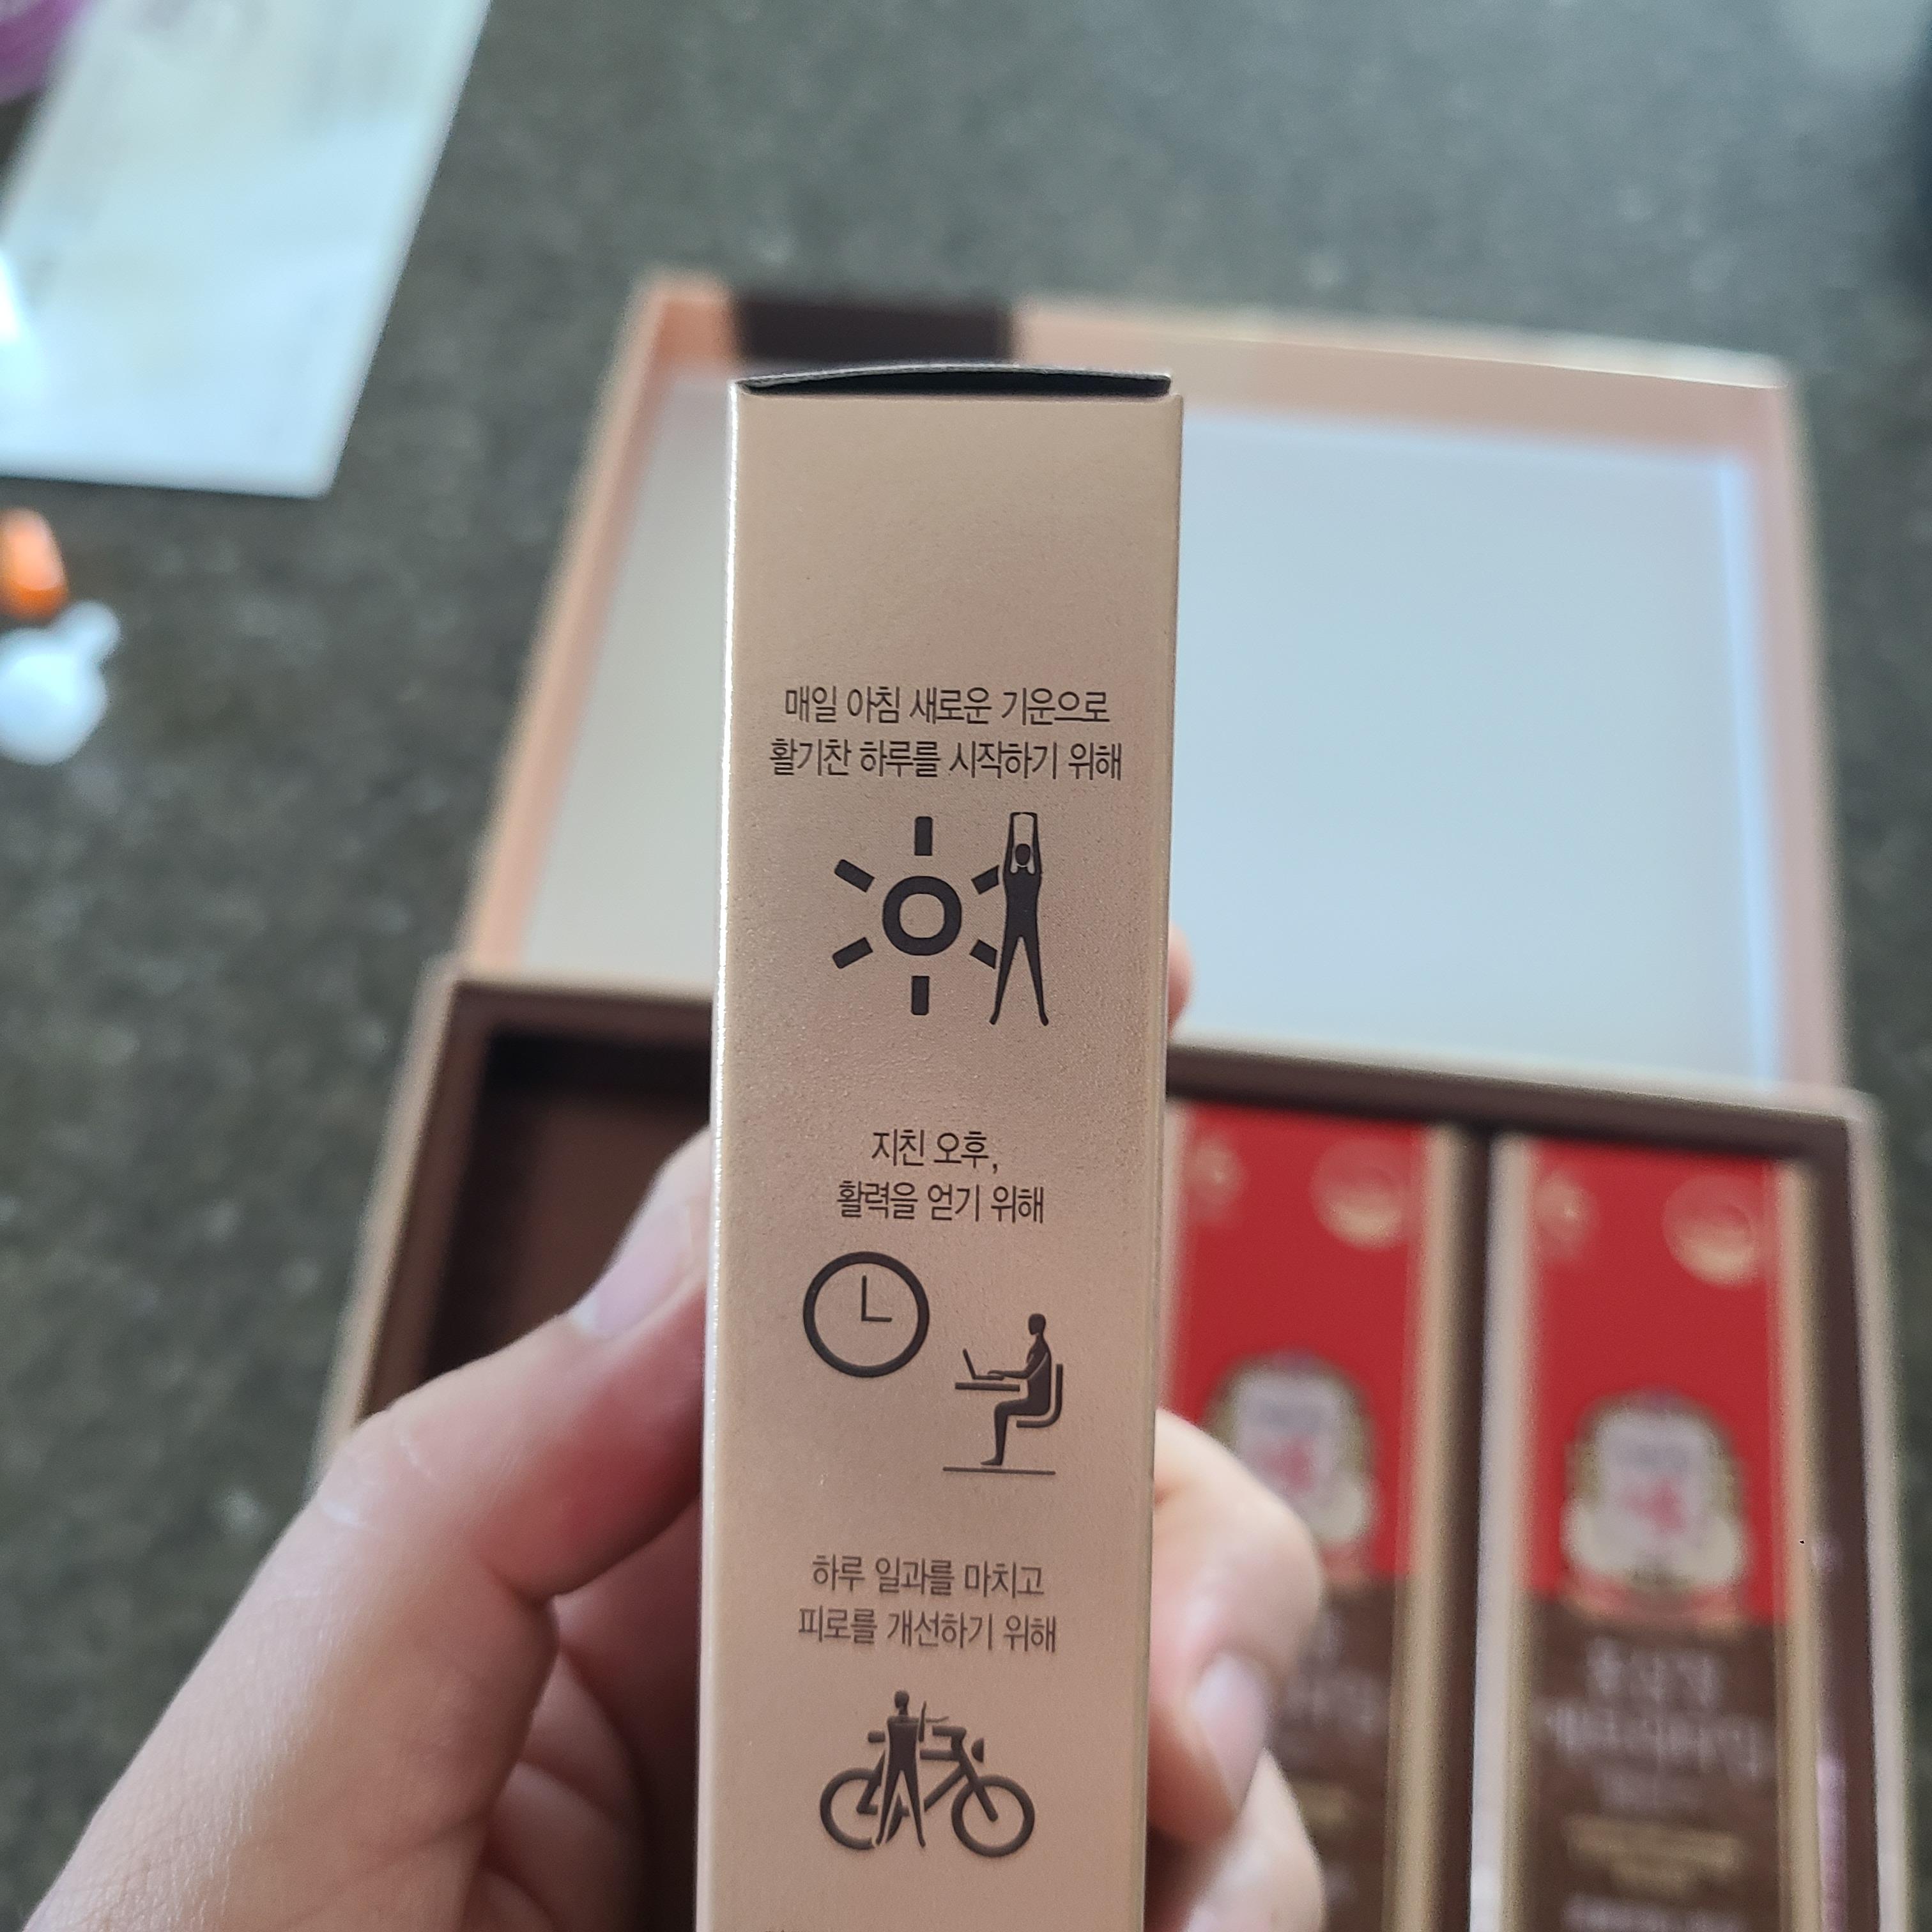 매일 아침 새로운 기운으로
활기찬 하루를 시작하기 위해
지친 오후,
활력을 얻기 위해
하루 일과를 마치고
피로를 개선하기 위해